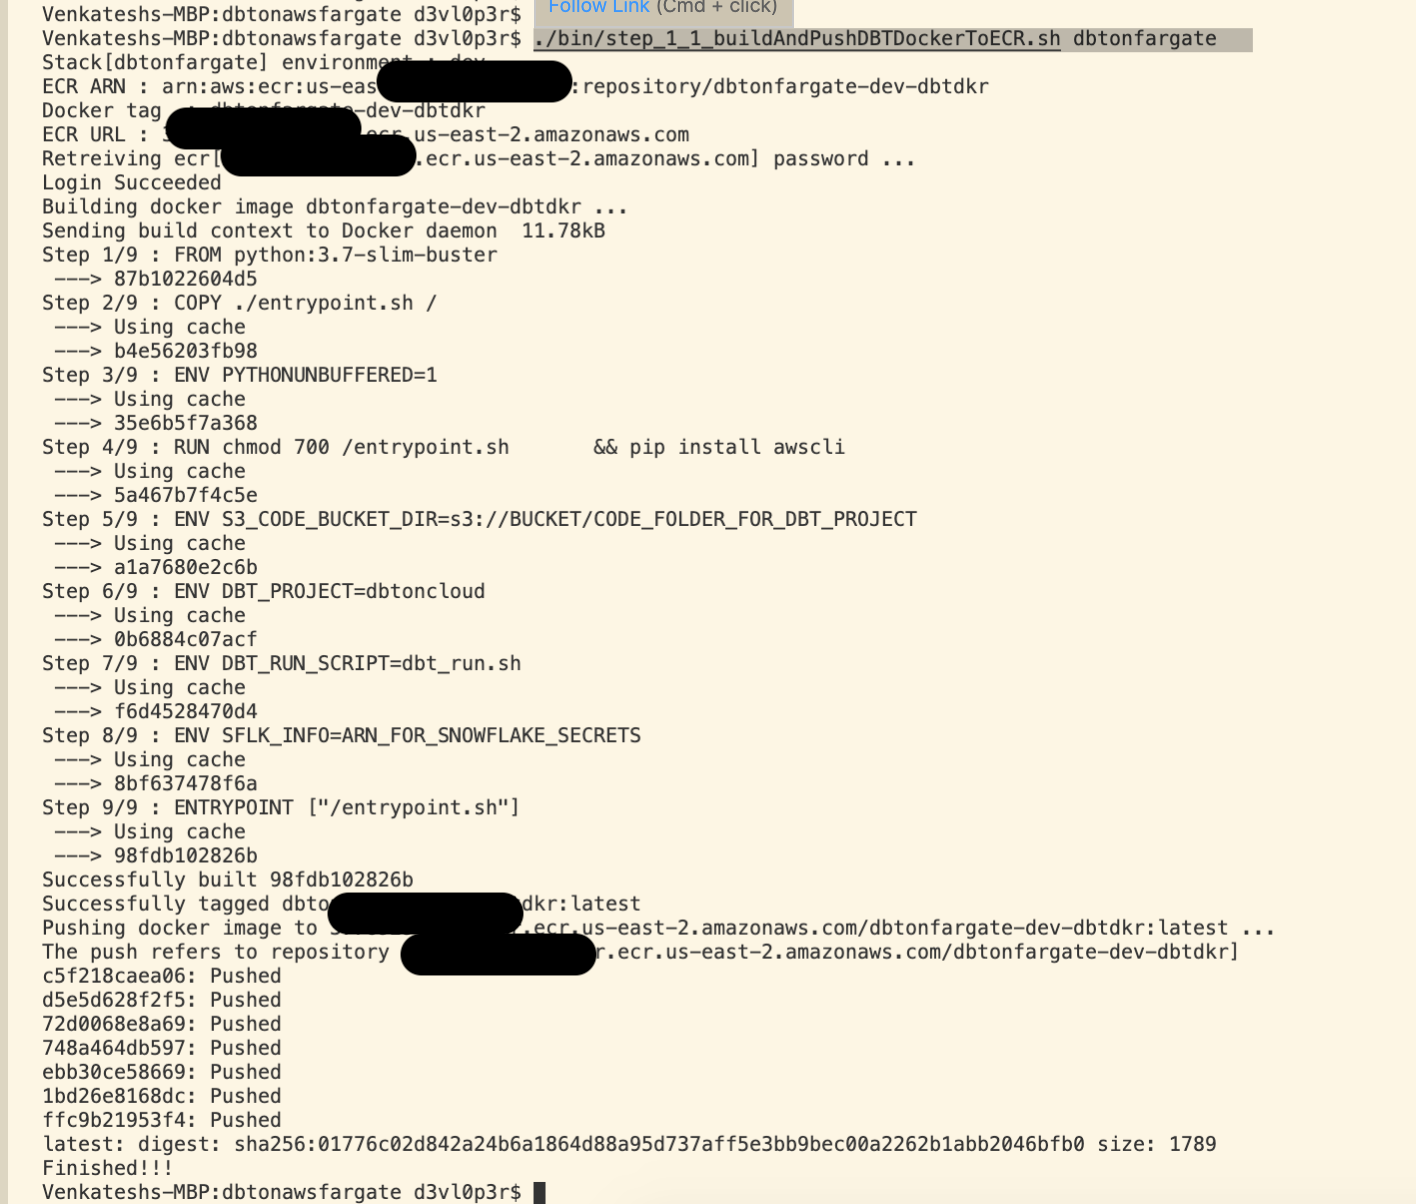 Follow Link (Cmd + click)
Venkateshs-MBP:dbtonawsfargate d3vl0p3r$
Venkateshs-MBP:dbtonawsfargate d3vl0p3r$ ./bin/step_1_1_buildAndPushDBTDockerToECR.sh dbtonfargate
Stack[dbtonfargate] environment : dev
ECR ARN : arn:aws:ecr:us-eas :repository/dbtonfargate-dev-dbtdkr
Docker tag : dbtonfargate-dev-dbtdkr
ECR URL : .ecr.us-east-2.amazonaws.com
Retreiving ecr[ .ecr.us-east-2.amazonaws.com] password ...
Login Succeeded
Building docker image dbtonfargate-dev-dbtdkr ...
Sending build context to Docker daemon  11.78kB
Step 1/9 : FROM python:3.7-slim-buster
---> 87b1022604d5
Step 2/9 : COPY ./entrypoint.sh /
---> Using cache
---> b4e56203fb98
Step 3/9 : ENV PYTHONUNBUFFERED=1
---> Using cache
---> 35e6b5f7a368
Step 4/9 : RUN chmod 700 /entrypoint.sh       && pip install awscli
---> Using cache
---> 5a467b7f4c5e
Step 5/9 : ENV S3_CODE_BUCKET_DIR=s3://BUCKET/CODE_FOLDER_FOR_DBT_PROJECT
---> Using cache
---> a1a7680e2c6b
Step 6/9 : ENV DBT_PROJECT=dbtoncloud
---> Using cache
---> 0b6884c07acf
Step 7/9 : ENV DBT_RUN_SCRIPT=dbt_run.sh
---> Using cache
---> f6d4528470d4
Step 8/9 : ENV SFLK_INFO=ARN_FOR_SNOWFLAKE_SECRETS
---> Using cache
---> 8bf637478f6a
Step 9/9 : ENTRYPOINT ["/entrypoint.sh"]
---> Using cache
---> 98fdb102826b
Successfully built 98fdb102826b
Successfully tagged dbto dkr:latest
Pushing docker image to .ecr.us-east-2.amazonaws.com/dbtonfargate-dev-dbtdkr:latest ...
The push refers to repository r.ecr.us-east-2.amazonaws.com/dbtonfargate-dev-dbtdkr]
c5f218caea06: Pushed
d5e5d628f2f5: Pushed
72d0068e8a69: Pushed
748a464db597: Pushed
ebb30ce58669: Pushed
1bd26e8168dc: Pushed
ffc9b21953f4: Pushed
latest: digest: sha256:01776c02d842a24b6a1864d88a95d737aff5e3bb9bec00a2262b1abb2046bfb0 size: 1789
Finished!!!
Venkateshs-MBP:dbtonawsfargate d3vl0p3r$